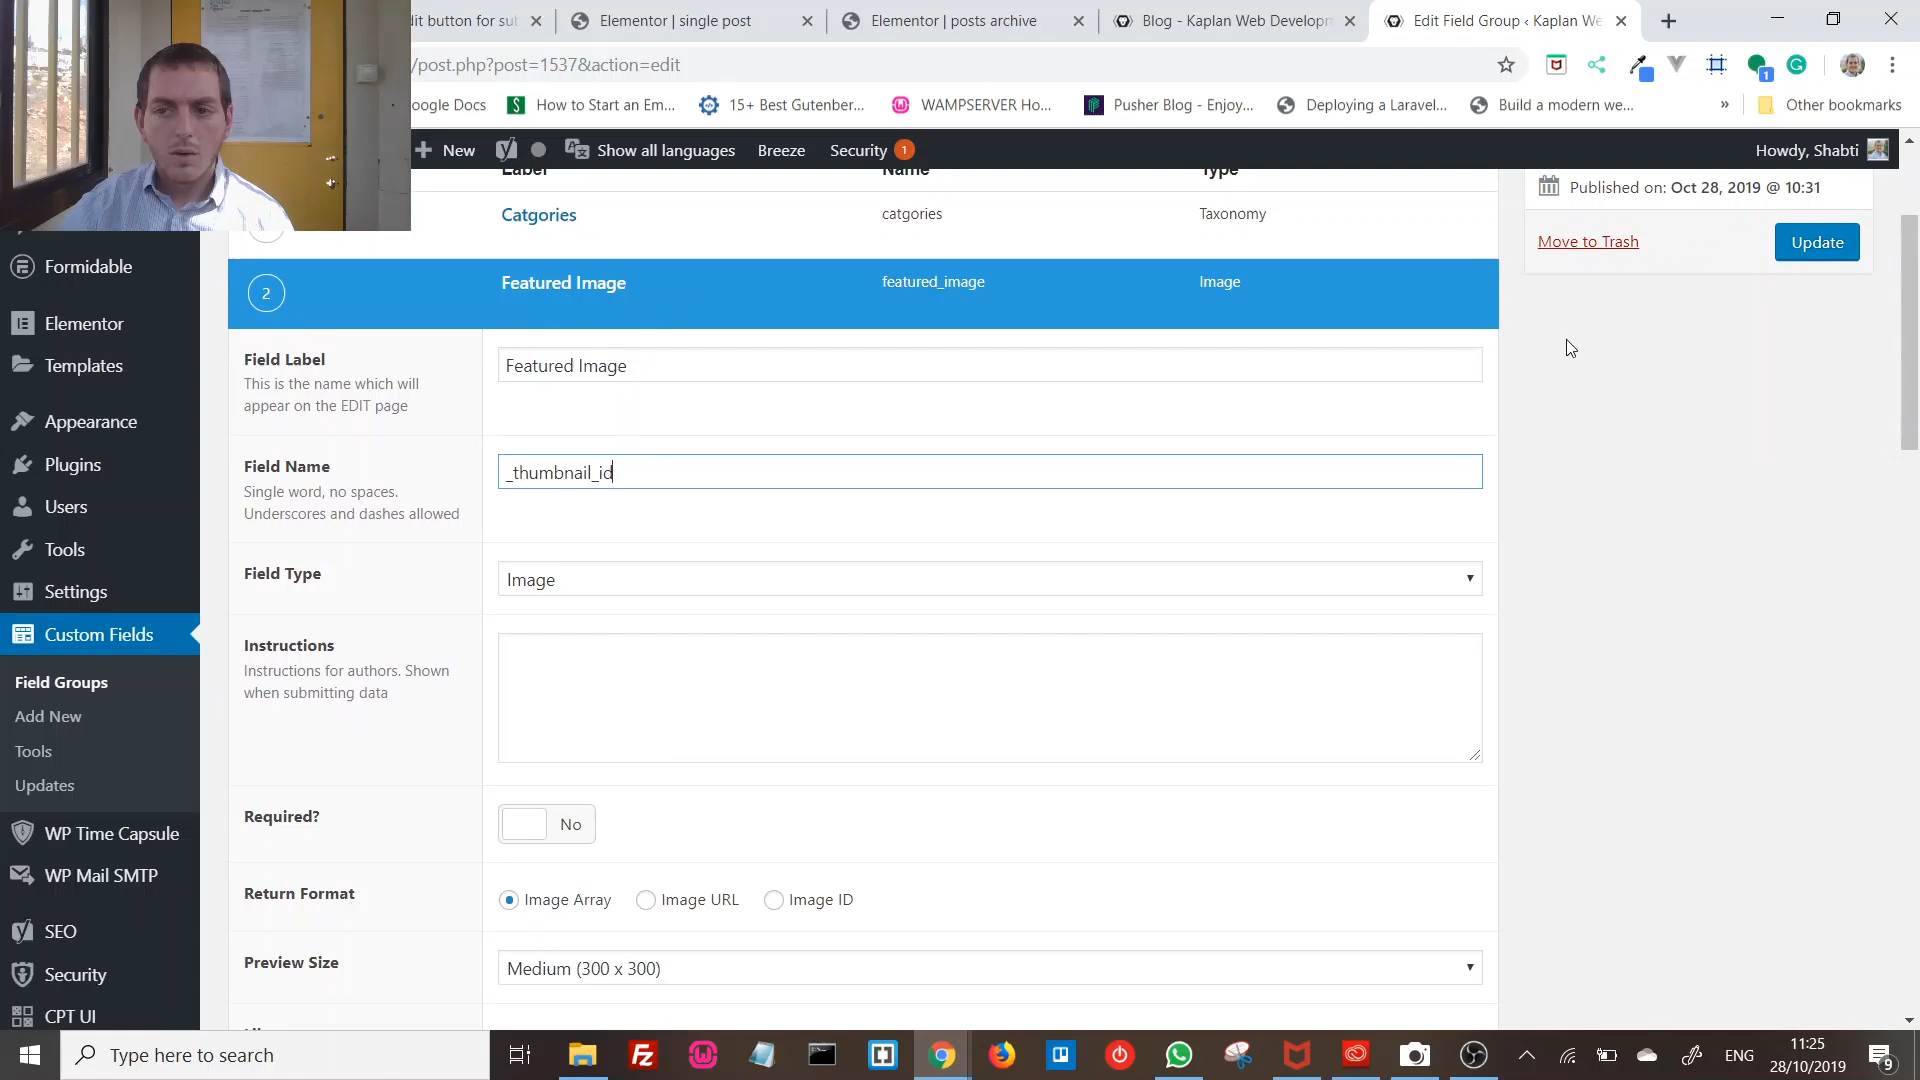 dit button for su
Elementor | single post
Elementor | posts archive
Blog - Kaplan Web Developm
Edit Field Group ‹ Kaplan We
/post.php?post=1537&action=edit
1
oogle Docs
How to Start an Em...
15+ Best Gutenber...
WAMPSERVER Ho...
Pusher Blog - Enjoy...
Deploying a Laravel...
Build a modern we...
»
Other bookmarks
New
Show all languages
Breeze
Security 1
Howdy, Shabti
Label
Name
Type
Published on: Oct 28, 2019 @ 10:31
Catgories
catgories
Taxonomy
Move to Trash
Update
2
Featured Image
featured_image
Image
Formidable
Elementor
Templates
Appearance
Plugins
Users
Tools
Settings
Custom Fields
Field Groups
Add New
Tools
Updates
WP Time Capsule
WP Mail SMTP
SEO
Security
CPT UI
Field Label
This is the name which will
appear on the EDIT page
Featured Image
Field Name
Single word, no spaces.
Underscores and dashes allowed
_thumbnail_id
Field Type
Image
Instructions
Instructions for authors. Shown
when submitting data
Required?
No
Return Format
Image Array
Image URL
Image ID
Preview Size
Medium (300 x 300)
Type here to search
ENG
11:25
28/10/2019
9